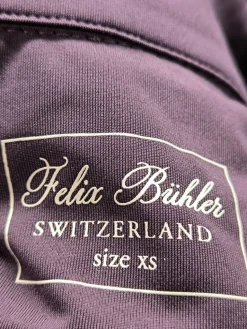 Felix Bühler
SWITZERLAND
size XS